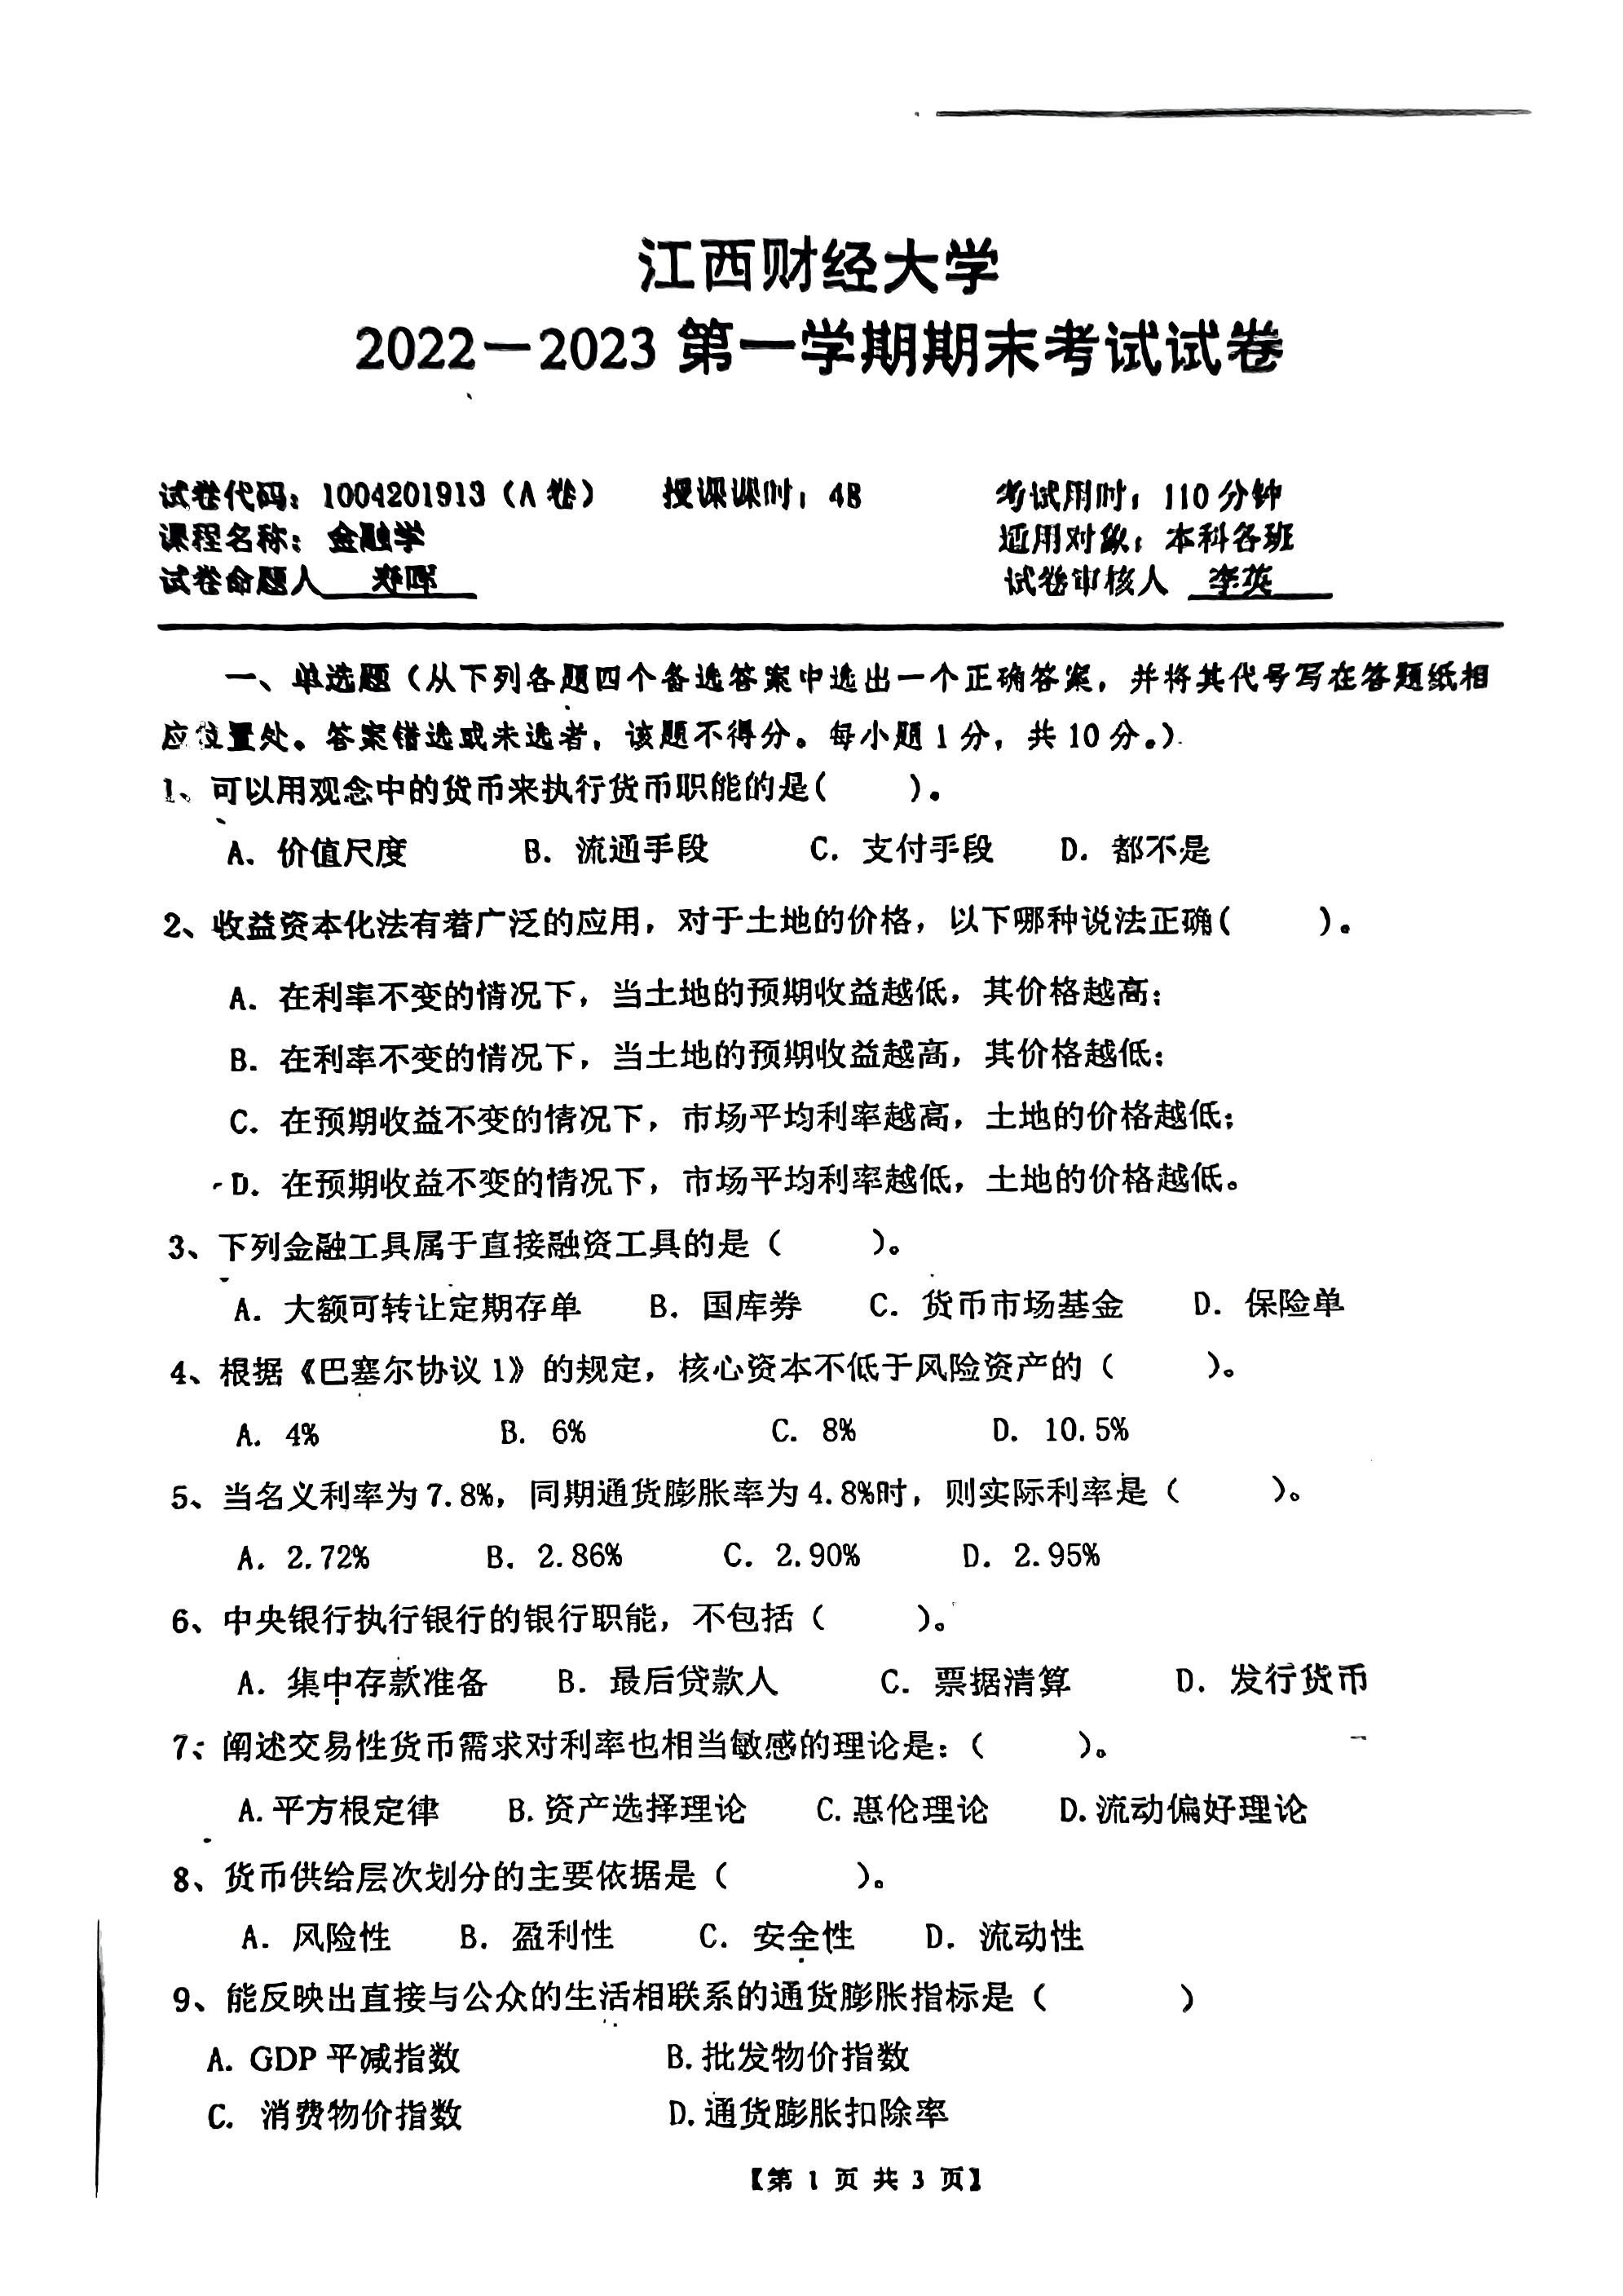 江西财经大学
2022－2023 第一学期期末考试试卷
试卷代码：1004201913（A 卷） 授课课时：48 考试用时：110 分钟
课程名称：金融学 适用对象：本科各班
试卷命题人 郑晖 试卷审核人 李英
一、单选题（从下列各题四个备选答案中选出一个正确答案，并将其代号写在答题纸相
应位置处。答案错选或未选者，该题不得分。每小题 1 分，共 10 分。）
1、可以用观念中的货币来执行货币职能的是( )。
A. 价值尺度 B. 流通手段 C. 支付手段 D. 都不是
2、收益资本化法有着广泛的应用，对于土地的价格，以下哪种说法正确( )。
A. 在利率不变的情况下，当土地的预期收益越低，其价格越高；
B. 在利率不变的情况下，当土地的预期收益越高，其价格越低；
C. 在预期收益不变的情况下，市场平均利率越高，土地的价格越低；
D. 在预期收益不变的情况下，市场平均利率越低，土地的价格越低。
3、下列金融工具属于直接融资工具的是（ ）。
A. 大额可转让定期存单 B. 国库券 C. 货币市场基金 D. 保险单
4、根据《巴塞尔协议 1》的规定，核心资本不低于风险资产的（ ）。
A. 4% B. 6% C. 8% D. 10.5%
5、当名义利率为 7.8%，同期通货膨胀率为 4.8%时，则实际利率是（ ）。
A. 2.72% B. 2.86% C. 2.90% D. 2.95%
6、中央银行执行银行的银行职能，不包括（ ）。
A. 集中存款准备 B. 最后贷款人 C. 票据清算 D. 发行货币
7、阐述交易性货币需求对利率也相当敏感的理论是：（ ）。
A.平方根定律 B.资产选择理论 C.惠伦理论 D.流动偏好理论
8、货币供给层次划分的主要依据是（ ）。
A. 风险性 B. 盈利性 C. 安全性 D. 流动性
9、能反映出直接与公众的生活相联系的通货膨胀指标是（ ）
A. GDP 平减指数 B.批发物价指数
C. 消费物价指数 D.通货膨胀扣除率
【第 1 页 共 3 页】